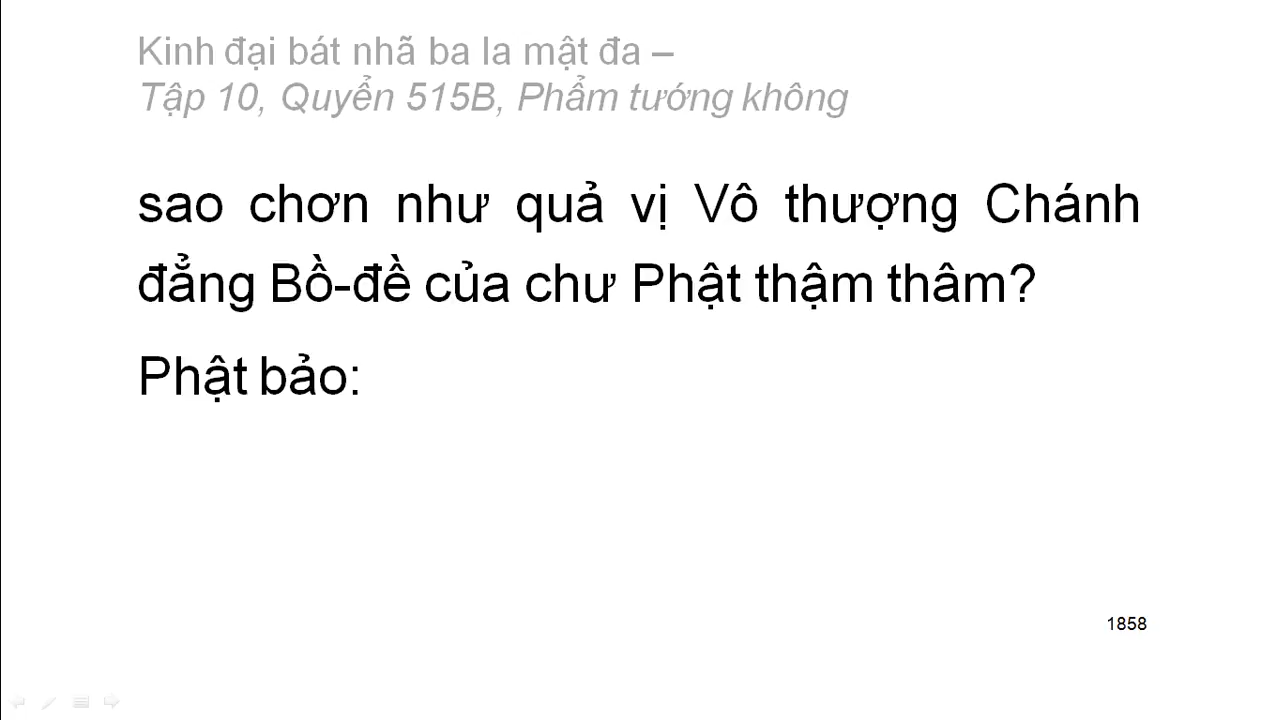 Kinh đại bát nhã ba la mật đa –
Tập 10, Quyển 515B, Phẩm tướng không
sao chơn như quả vị Vô thượng Chánh
đẳng Bồ-đề của chư Phật thậm thâm?
Phật bảo:
1858